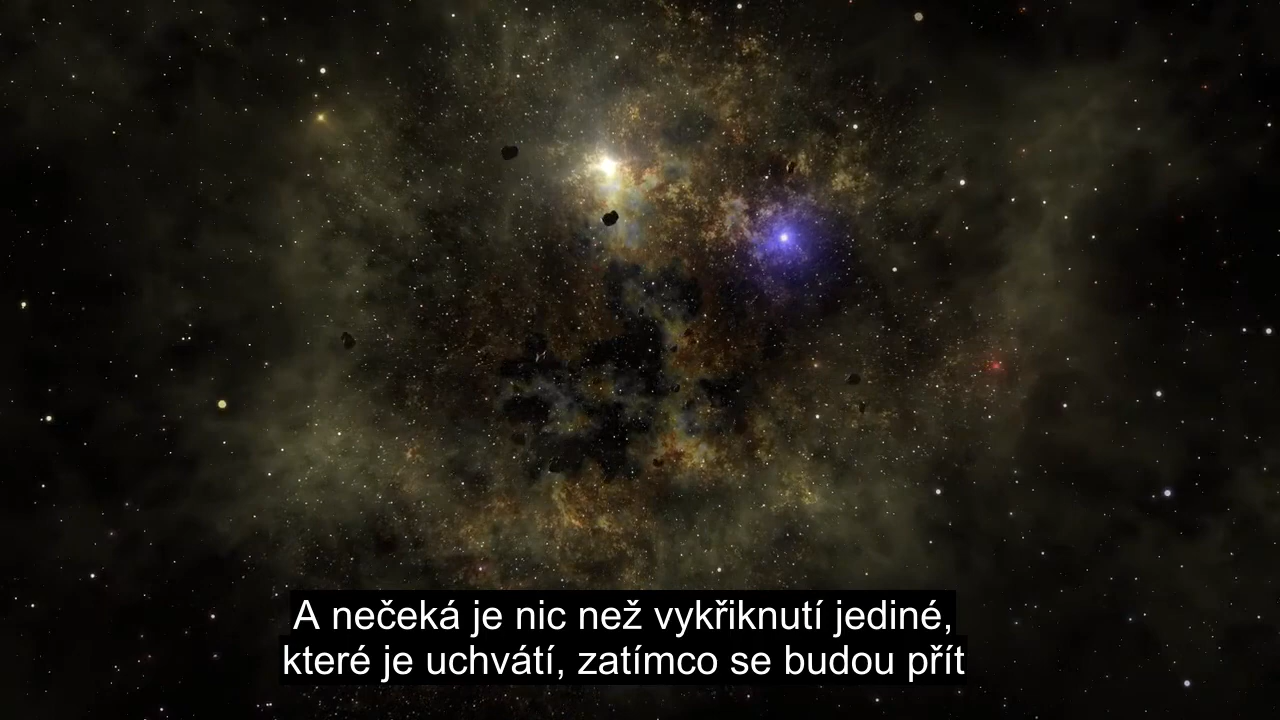 A nečeká je nic než vykřiknutí jediné,
které je uchvátí, zatímco se budou přít